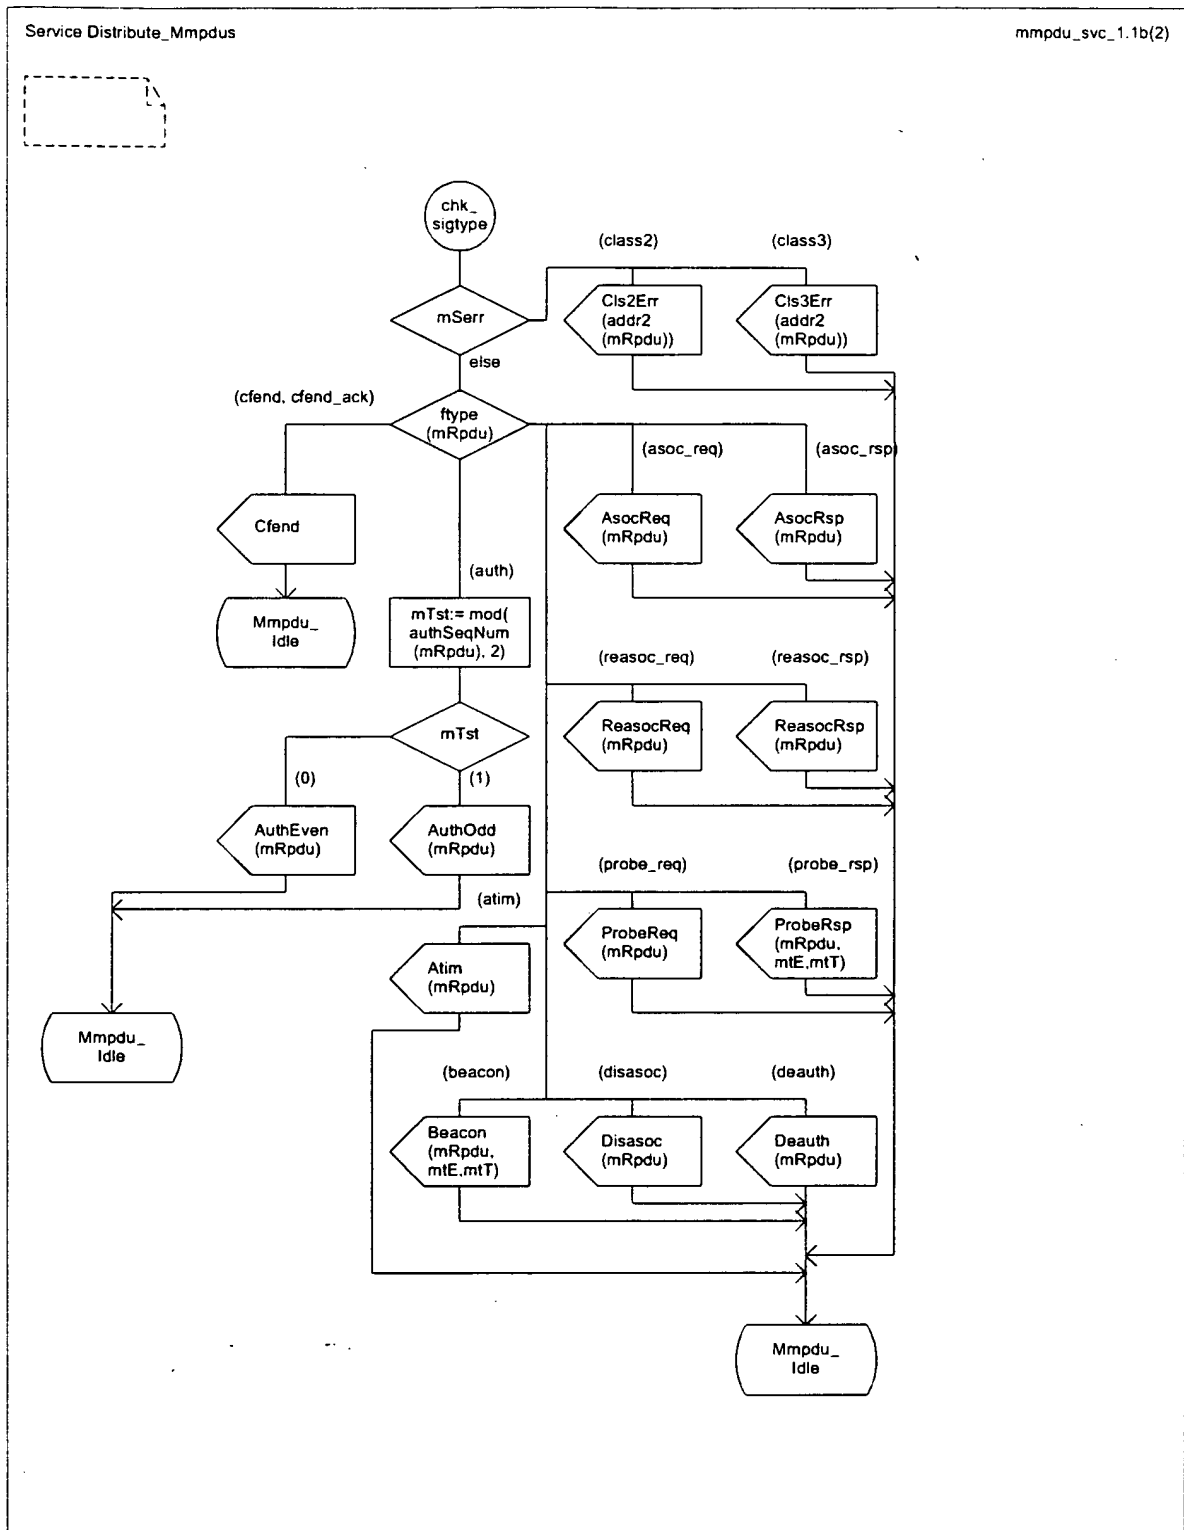 Service Distribute_Mmpdus
mmpdu_svc_1.1b(2)
chk_
sigtype
(class2)
(class3)
mSerr
Cls2Err
(addr2
(mRpdu))
Cls3Err
(addr2
(mRpdu))
else
(cfend, cfend_ack)
ftype
(mRpdu)
(asoc_req)
(asoc_rsp)
Cfend
AsocReq
(mRpdu)
AsocRsp
(mRpdu)
(auth)
Mmpdu_
Idle
mTst:= mod(
authSeqNum
(mRpdu), 2)
(reasoc_req)
(reasoc_rsp)
mTst
ReasocReq
(mRpdu)
ReasocRsp
(mRpdu)
(0)
(1)
AuthEven
(mRpdu)
AuthOdd
(mRpdu)
(probe_req)
(probe_rsp)
(atim)
ProbeReq
(mRpdu)
ProbeRsp
(mRpdu,
mtE,mtT)
Atim
(mRpdu)
Mmpdu_
Idle
(beacon)
(disasoc)
(deauth)
Beacon
(mRpdu,
mtE,mtT)
Disasoc
(mRpdu)
Deauth
(mRpdu)
Mmpdu_
Idle